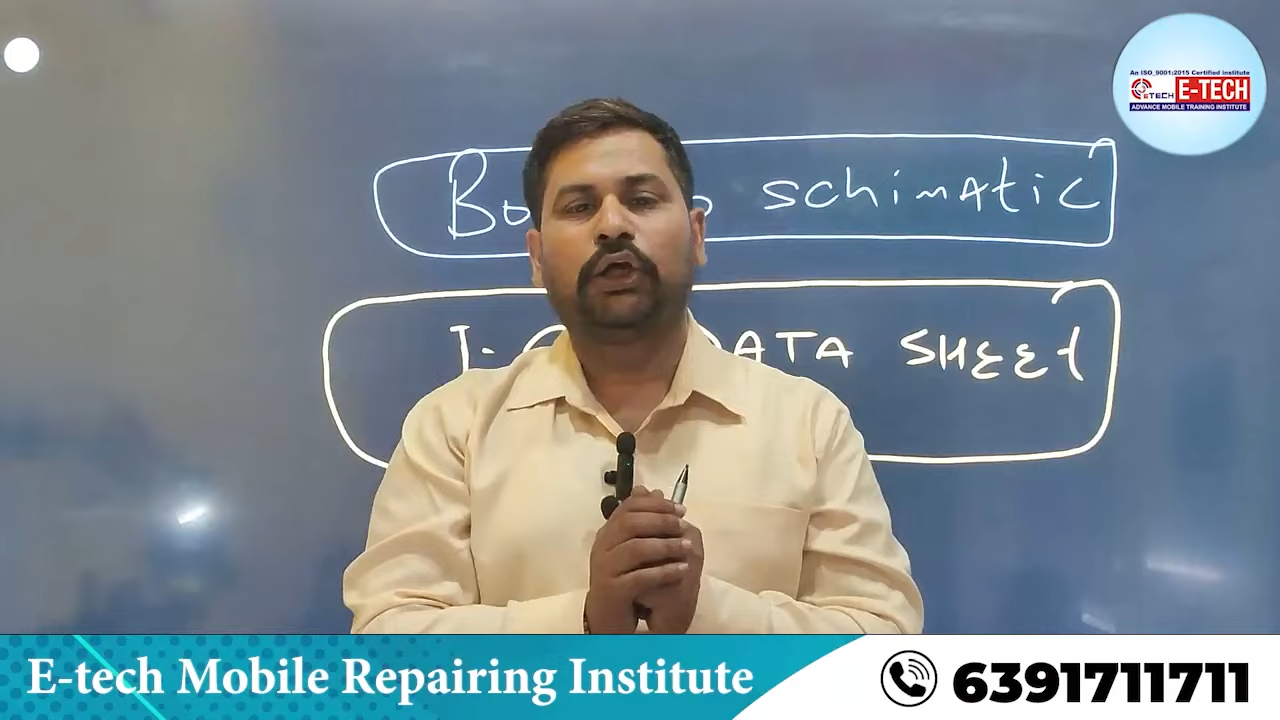 An ISO 9001:2015 Certified Institute
ETECH E-TECH
ADVANCE MOBILE TRAINING INSTITUTE
schimatic
DATA SHEEt
E-tech Mobile Repairing Institute
6391711711